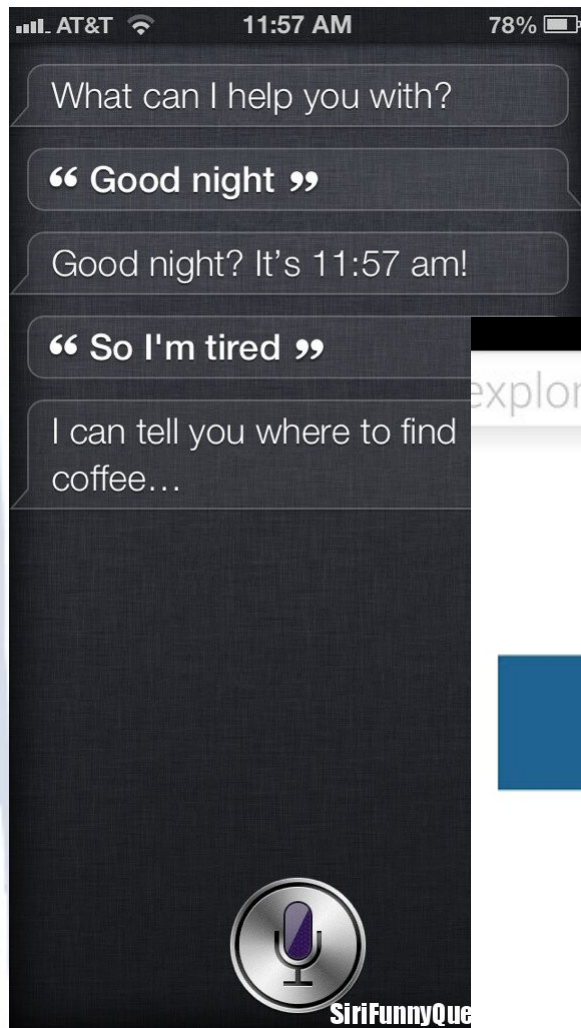 AT&T 11:57 AM 78%
What can I help you with?
“ Good night ”
Good night? It’s 11:57 am!
“ So I'm tired ”
I can tell you where to find
coffee...
explor
SiriFunnyQue